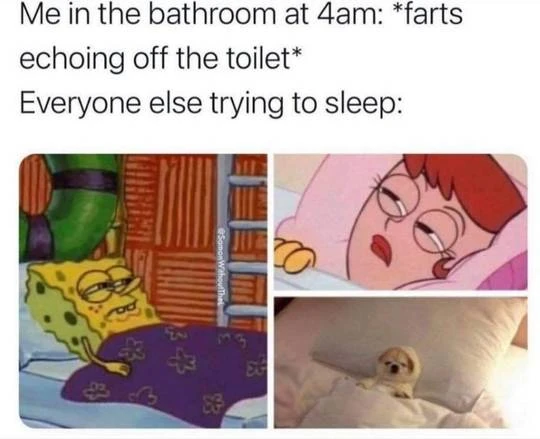 Me in the bathroom at 4am: *farts
echoing off the toilet*
Everyone else trying to sleep: